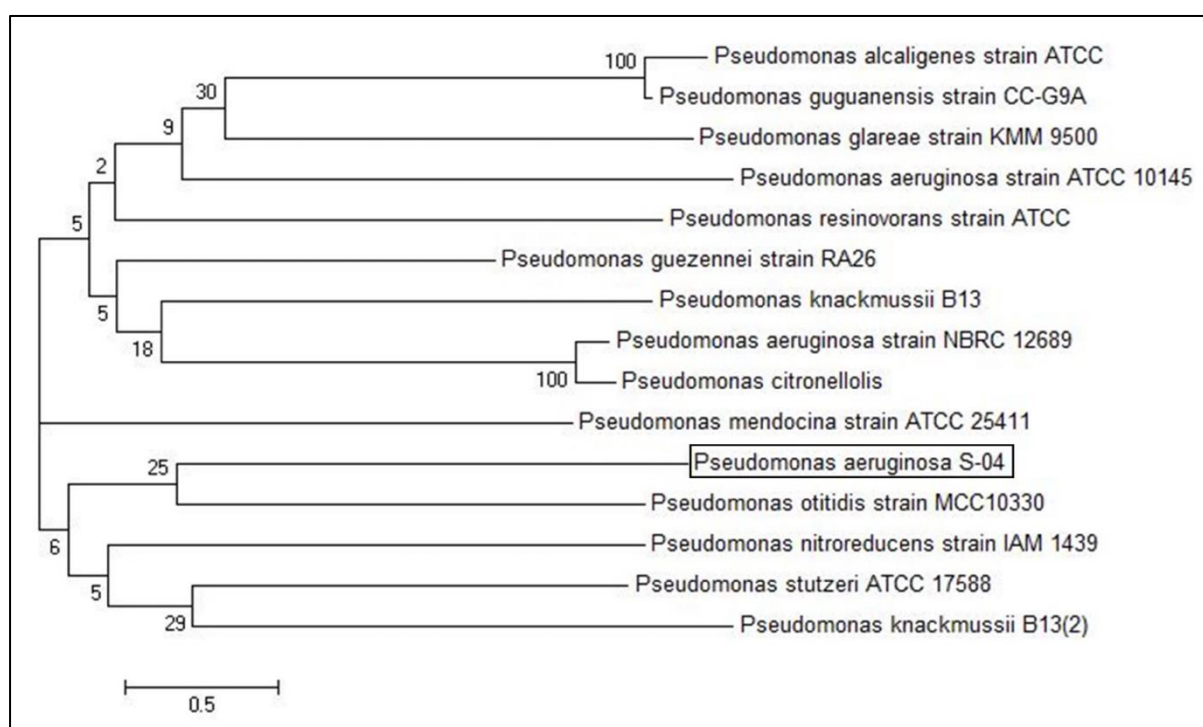 100
Pseudomonas alcaligenes strain ATCC
Pseudomonas guguanensis strain CC-G9A
30
9
Pseudomonas glareae strain KMM 9500
2
Pseudomonas aeruginosa strain ATCC 10145
5
Pseudomonas resinovorans strain ATCC
Pseudomonas guezennei strain RA26
5
Pseudomonas knackmussii B13
18
Pseudomonas aeruginosa strain NBRC 12689
100
Pseudomonas citronellolis
Pseudomonas mendocina strain ATCC 25411
25
Pseudomonas aeruginosa S-04
Pseudomonas otitidis strain MCC10330
6
Pseudomonas nitroreducens strain IAM 1439
5
Pseudomonas stutzeri ATCC 17588
29
Pseudomonas knackmussii B13(2)
0.5